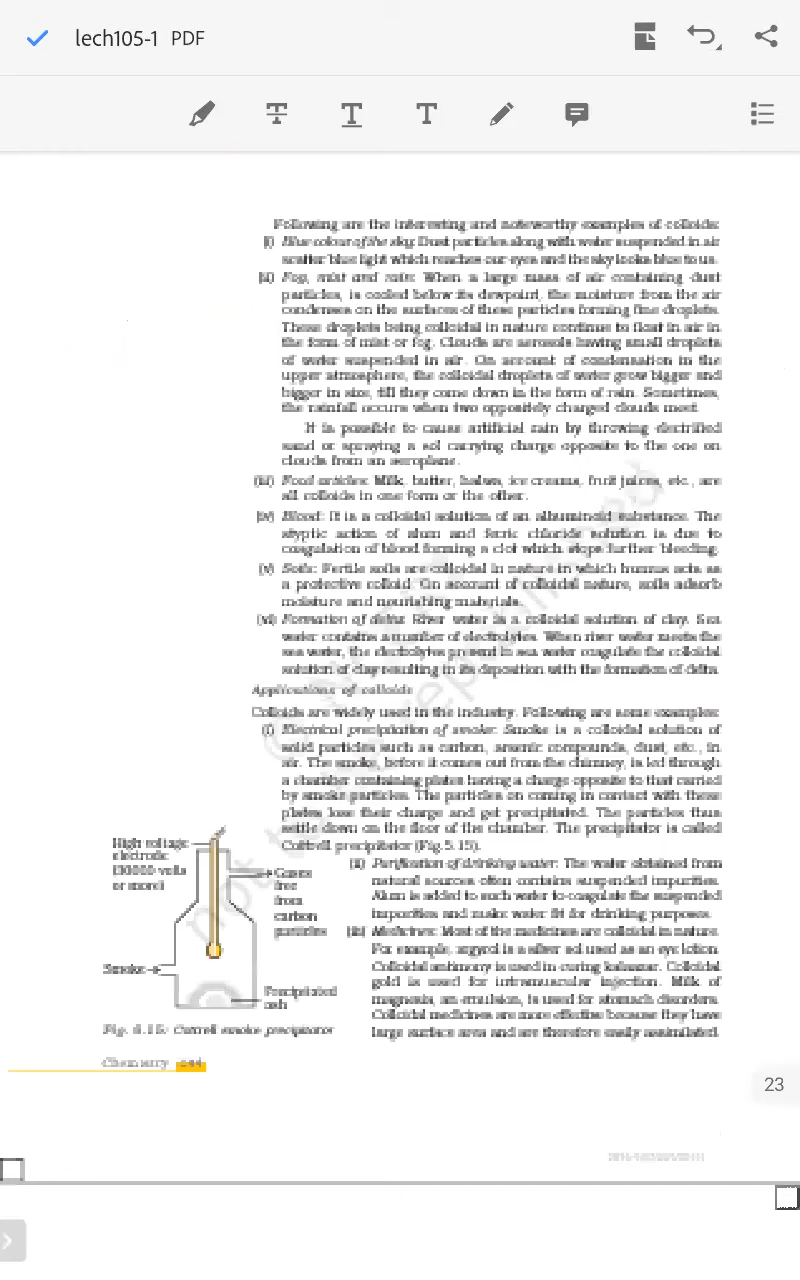 lech105-1 PDF
Following are the interesting and noteworthy examples of colloids:
(i) Blue colour of the sky: Dust particles along with water suspended in air
scatter blue light which reaches our eyes and the sky looks blue to us.
(ii) Fog, mist and rain: When a large mass of air containing dust
particles, is cooled below its dewpoint, the moisture from the air
condenses on the surfaces of these particles forming fine droplets.
These droplets being colloidal in nature continue to float in air in
the form of mist or fog. Clouds are aerosols having small droplets
of water suspended in air. On account of condensation in the
upper atmosphere, the colloidal droplets of water grow bigger and
bigger in size, till they come down in the form of rain. Sometimes,
the rainfall occurs when two oppositely charged clouds meet.
It is possible to cause artificial rain by throwing electrified
sand or spraying a sol carrying charge opposite to the one on
clouds from an aeroplane.
(iii) Food articles: Milk, butter, halwa, ice creams, fruit juices, etc., are
all colloids in one form or the other.
(iv) Blood: It is a colloidal solution of an albuminoid substance. The
styptic action of alum and ferric chloride solution is due to
coagulation of blood forming a clot which stops further bleeding.
(v) Soils: Fertile soils are colloidal in nature in which humus acts as
a protective colloid. On account of colloidal nature, soils adsorb
moisture and nourishing materials.
(vi) Formation of delta: River water is a colloidal solution of clay. Sea
water contains a number of electrolytes. When river water meets the
sea water, the electrolytes present in sea water coagulate the colloidal
solution of clay resulting in its deposition with the formation of delta.
Applications of colloids
Colloids are widely used in the industry. Following are some examples:
(i) Electrical precipitation of smoke: Smoke is a colloidal solution of
solid particles such as carbon, arsenic compounds, dust, etc., in
air. The smoke, before it comes out from the chimney, is led through
a chamber containing plates having a charge opposite to that carried
by smoke particles. The particles on coming in contact with these
plates lose their charge and get precipitated. The particles thus
settle down on the floor of the chamber. The precipitator is called
Cottrell precipitator (Fig.5.15).
High voltage
electrode
(30000 volts
or more)
Gases
free
from
carbon
particles
Smoke
Precipitated
ash
Fig. 5.15: Cottrell smoke precipitator
(ii) Purification of drinking water: The water obtained from
natural sources often contains suspended impurities.
Alum is added to such water to coagulate the suspended
impurities and make water fit for drinking purposes.
(iii) Medicines: Most of the medicines are colloidal in nature.
For example, argyrol is a silver sol used as an eye lotion.
Colloidal antimony is used in curing kalaazar. Colloidal
gold is used for intramuscular injection. Milk of
magnesia, an emulsion, is used for stomach disorders.
Colloidal medicines are more effective because they have
large surface area and are therefore easily assimilated.
Chemistry 144
23